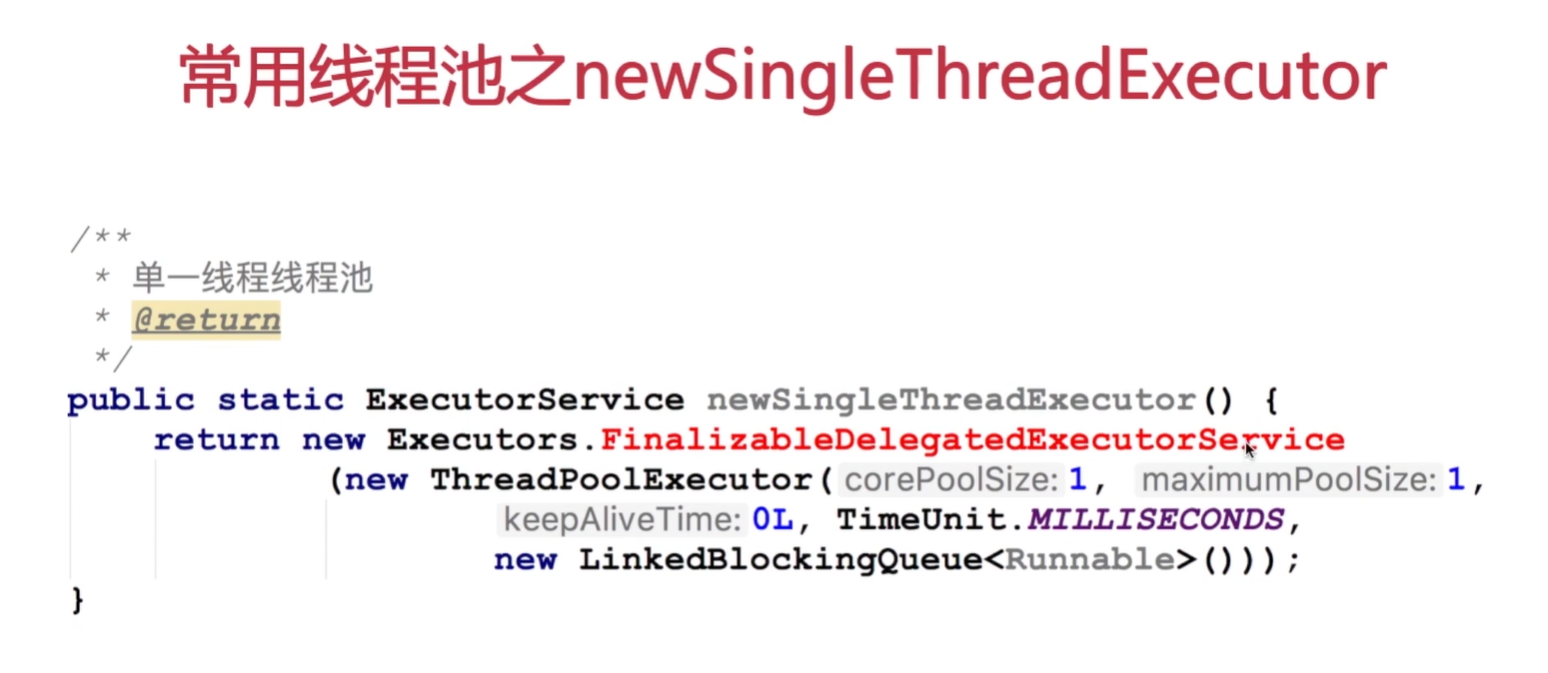 常用线程池之newSingleThreadExecutor
/**
* 单一线程线程池
* @return
*/
public static ExecutorService newSingleThreadExecutor() {
return new Executors.FinalizableDelegatedExecutorService
(new ThreadPoolExecutor( corePoolSize: 1, maximumPoolSize: 1,
keepAliveTime: 0L, TimeUnit.MILLISECONDS,
new LinkedBlockingQueue<Runnable>()));
}